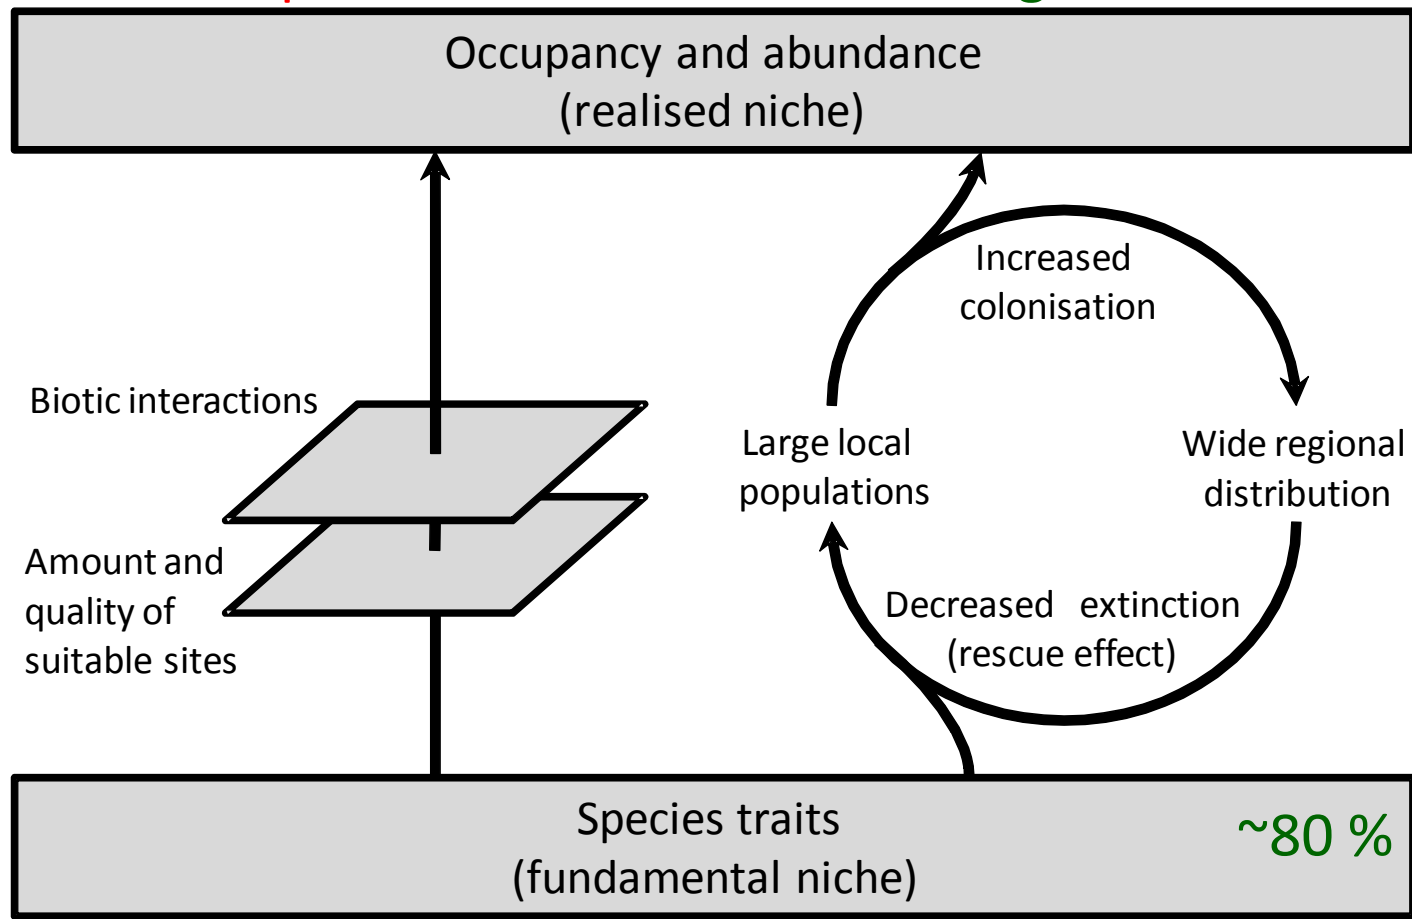 Occupancy and abundance
(realised niche)
Increased
colonisation
Biotic interactions
Large local
populations
Wide regional
distribution
Amount and
quality of
suitable sites
Decreased extinction
(rescue effect)
Species traits
(fundamental niche)
~80 %